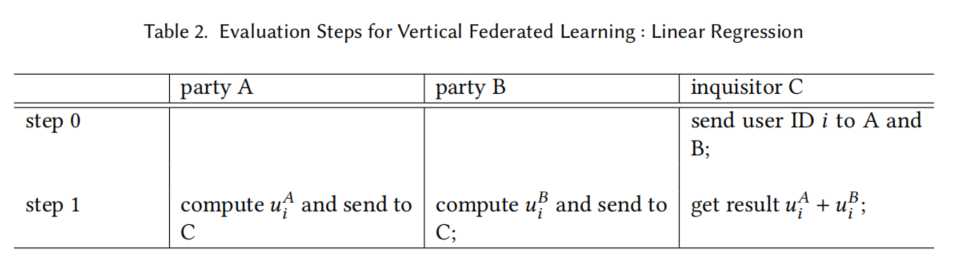 Table 2. Evaluation Steps for Vertical Federated Learning : Linear Regression
party A party B inquisitor C
step 0 send user ID i to A and
B;
step 1 compute u_i^A and send to compute u_i^B and send to get result u_i^A + u_i^B;
C C;